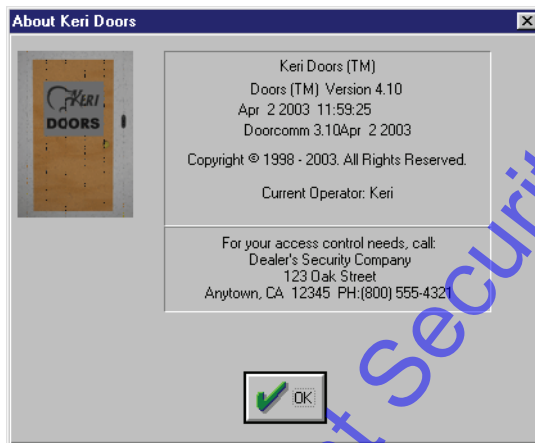 About Keri Doors
KERI
DOORS
Keri Doors (TM)
Doors (TM) Version 4.10
Apr 2 2003 11:59:25
Doorcomm 3.10Apr 2 2003
Copyright © 1998 - 2003. All Rights Reserved.
Current Operator: Keri
For your access control needs, call:
Dealer's Security Company
123 Oak Street
Anytown, CA 12345 PH:(800) 555-4321
OK